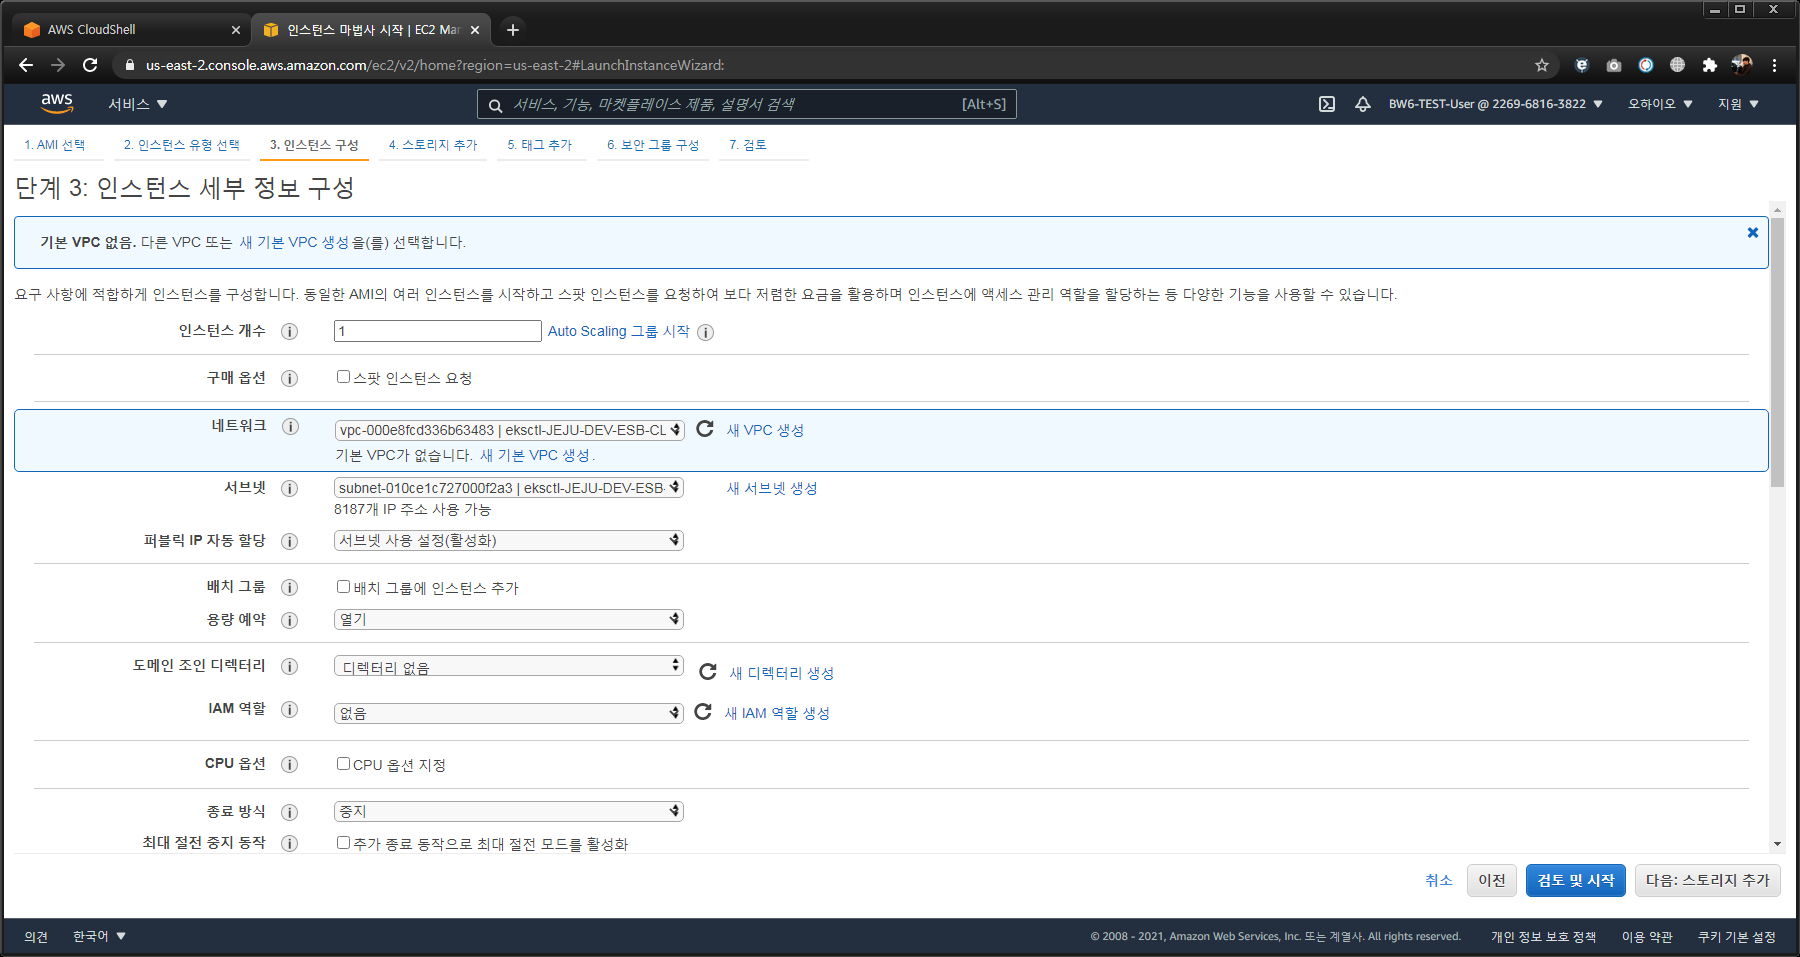 AWS CloudShell
인스턴스 마법사 시작 | EC2 Man
us-east-2.console.aws.amazon.com/ec2/v2/home?region=us-east-2#LaunchInstanceWizard:
aws
서비스
서비스, 기능, 마켓플레이스 제품, 설명서 검색
[Alt+S]
BW6-TEST-User @ 2269-6816-3822
오하이오
지원
1. AMI 선택
2. 인스턴스 유형 선택
3. 인스턴스 구성
4. 스토리지 추가
5. 태그 추가
6. 보안 그룹 구성
7. 검토
단계 3: 인스턴스 세부 정보 구성
기본 VPC 없음. 다른 VPC 또는 새 기본 VPC 생성을(를) 선택합니다.
요구 사항에 적합하게 인스턴스를 구성합니다. 동일한 AMI의 여러 인스턴스를 시작하고 스팟 인스턴스를 요청하여 보다 저렴한 요금을 활용하며 인스턴스에 액세스 관리 역할을 할당하는 등 다양한 기능을 사용할 수 있습니다.
인스턴스 개수
1
Auto Scaling 그룹 시작
구매 옵션
스팟 인스턴스 요청
네트워크
vpc-000e8fcd336b63483 | eksctl-JEJU-DEV-ESB-CL
새 VPC 생성
기본 VPC가 없습니다. 새 기본 VPC 생성.
서브넷
subnet-010ce1c727000f2a3 | eksctl-JEJU-DEV-ESB-
새 서브넷 생성
8187개 IP 주소 사용 가능
퍼블릭 IP 자동 할당
서브넷 사용 설정(활성화)
배치 그룹
배치 그룹에 인스턴스 추가
용량 예약
열기
도메인 조인 디렉터리
디렉터리 없음
새 디렉터리 생성
IAM 역할
없음
새 IAM 역할 생성
CPU 옵션
CPU 옵션 지정
종료 방식
중지
최대 절전 중지 동작
추가 종료 동작으로 최대 절전 모드를 활성화
취소
이전
검토 및 시작
다음: 스토리지 추가
의견
한국어
© 2008 - 2021, Amazon Web Services, Inc. 또는 계열사. All rights reserved.
개인 정보 보호 정책
이용 약관
쿠키 기본 설정